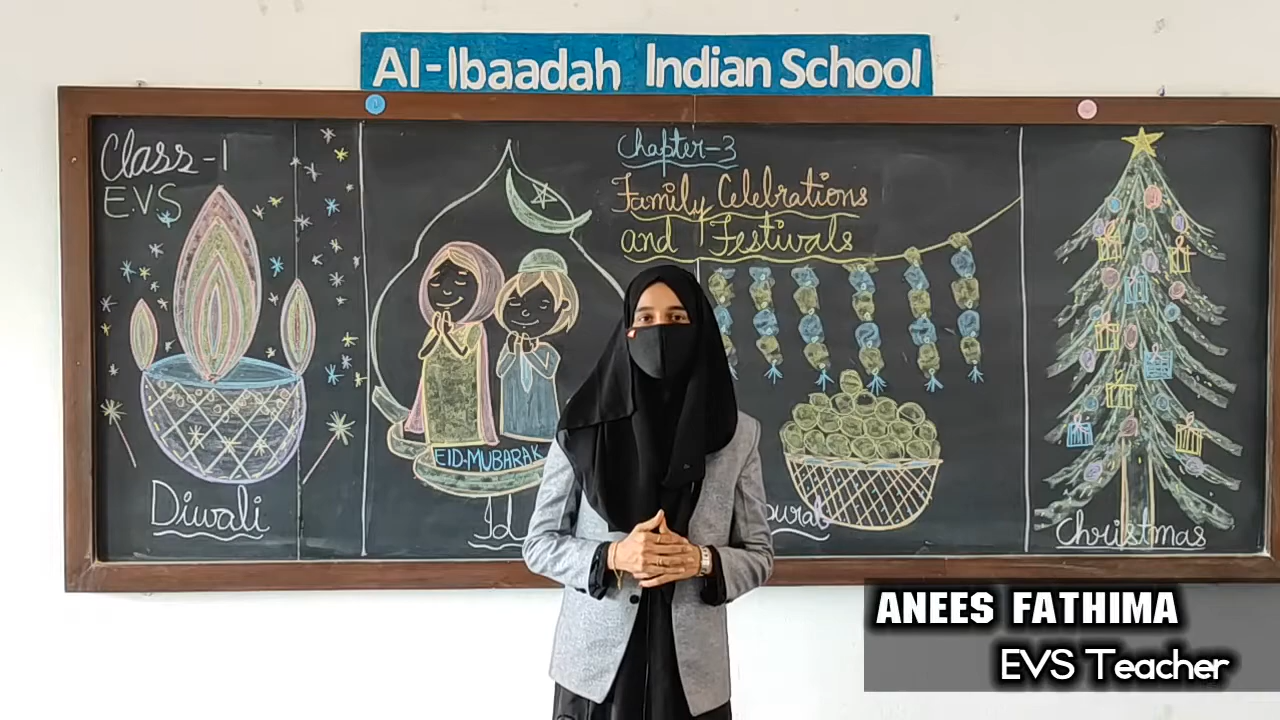 Al-Ibaadah Indian School
Class-1
E.V.S
Chapter-3
Family Celebrations
and Festivals
EID-MUBARAK
Diwali
Christmas
ANEES FATHIMA
EVS Teacher